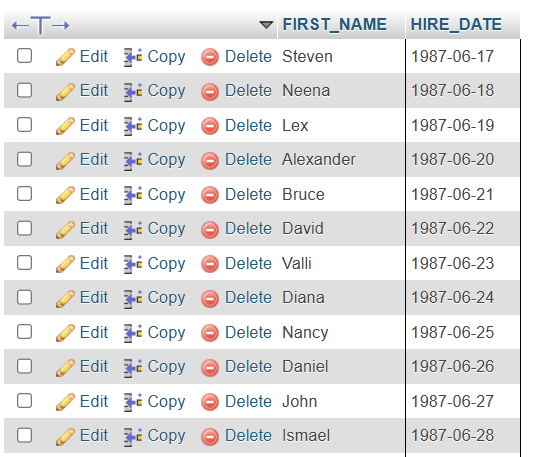 FIRST_NAME HIRE_DATE
Edit Copy Delete Steven 1987-06-17
Edit Copy Delete Neena 1987-06-18
Edit Copy Delete Lex 1987-06-19
Edit Copy Delete Alexander 1987-06-20
Edit Copy Delete Bruce 1987-06-21
Edit Copy Delete David 1987-06-22
Edit Copy Delete Valli 1987-06-23
Edit Copy Delete Diana 1987-06-24
Edit Copy Delete Nancy 1987-06-25
Edit Copy Delete Daniel 1987-06-26
Edit Copy Delete John 1987-06-27
Edit Copy Delete Ismael 1987-06-28